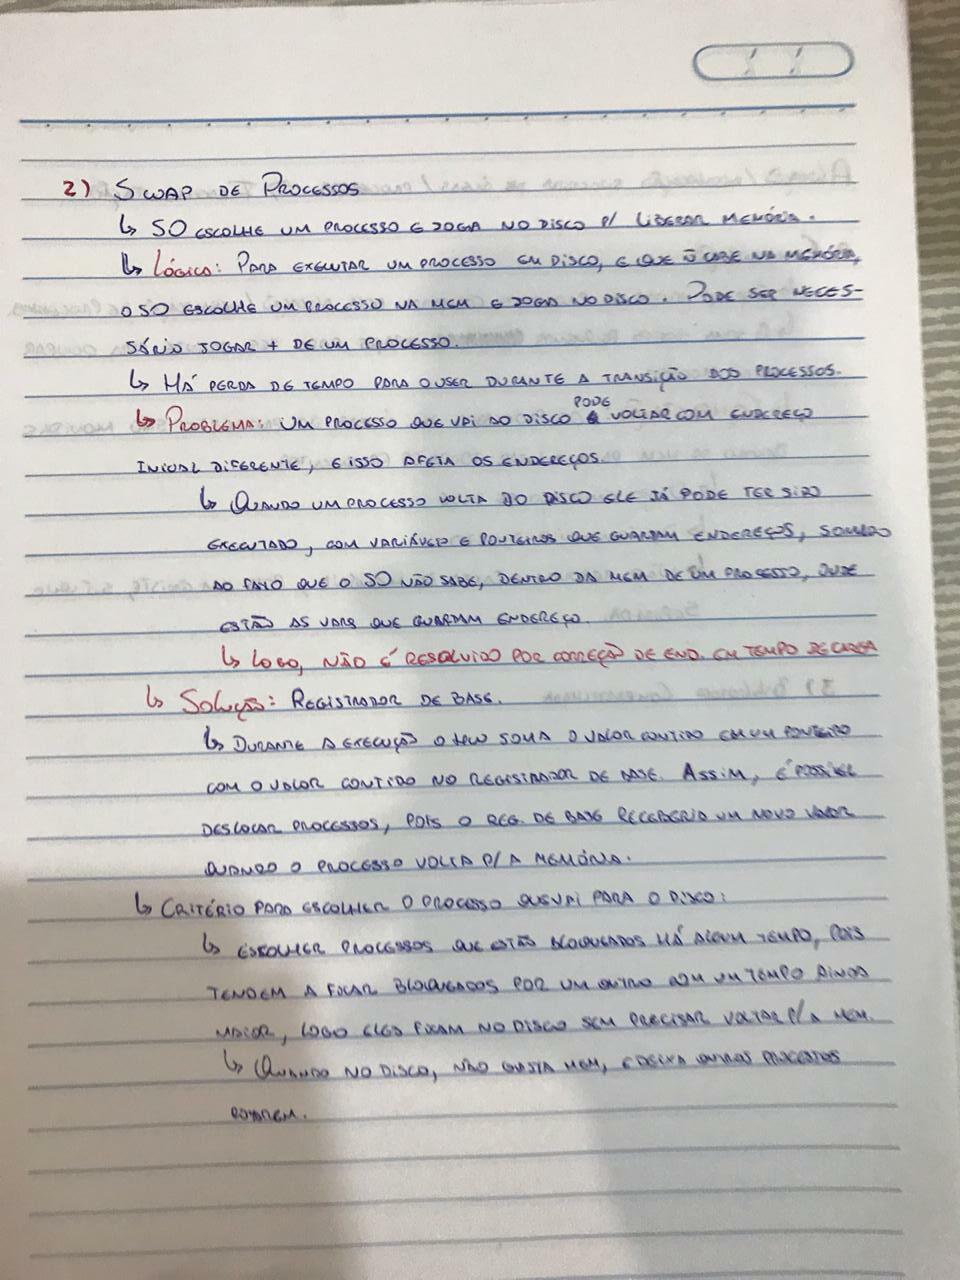 2) SWAP DE PROCESSOS
↳ SO ESCOLHE UM PROCESSO E JOGA NO DISCO P/ LIBERAR MEMÓRIA.
↳ LÓGICA: PARA EXECUTAR UM PROCESSO EM DISCO, E QUE Ñ CABE NA MEMÓRIA,
O SO ESCOLHE UM PROCESSO NA MEM E JOGA NO DISCO. PODE SER NECES-
SÁRIO JOGAR + DE UM PROCESSO.
↳ HÁ PERDA DE TEMPO PARA O USER DURANTE A TRANSIÇÃO DOS PROCESSOS.
↳ PROBLEMA: UM PROCESSO QUE VAI AO DISCO PODE VOLTAR COM ENDEREÇO
INICIAL DIFERENTE, E ISSO AFETA OS ENDEREÇOS.
↳ QUANDO UM PROCESSO VOLTA DO DISCO ELE JÁ PODE TER SIDO
EXECUTADO, COM VARIÁVEIS E PONTEIROS QUE GUARDAM ENDEREÇOS, SOMADO
AO FATO QUE O SO NÃO SABE, DENTRO DA MEM DE UM PROCESSO, ONDE
ESTÃO AS VARS QUE GUARDAM ENDEREÇO.
↳ LOGO, NÃO É RESOLVIDO POR CORREÇÃO DE END. EM TEMPO DE CARGA
↳ SOLUÇÃO: REGISTRADOR DE BASE.
↳ DURANTE A EXECUÇÃO O HW SOMA O VALOR CONTIDO EM UM PONTEIRO
COM O VALOR CONTIDO NO REGISTRADOR DE BASE. ASSIM, É POSSÍVEL
DESLOCAR PROCESSOS, POIS O REG. DE BASE RECEBERIA UM NOVO VALOR
QUANDO O PROCESSO VOLTA P/ A MEMÓRIA.
↳ CRITÉRIO PARA ESCOLHER O PROCESSO QUE VAI PARA O DISCO:
↳ ESCOLHER PROCESSOS QUE ESTÃO BLOQUEADOS HÁ ALGUM TEMPO, POIS
TENDEM A FICAR BLOQUEADOS POR UM OUTRO UM TEMPO AINDA
MAIOR, LOGO ELES FICAM NO DISCO SEM PRECISAR VOLTAR P/ A MEM.
↳ QUANDO NO DISCO, NÃO GASTA MEM, E DEIXA OUTROS PROCESSOS
RODAREM.